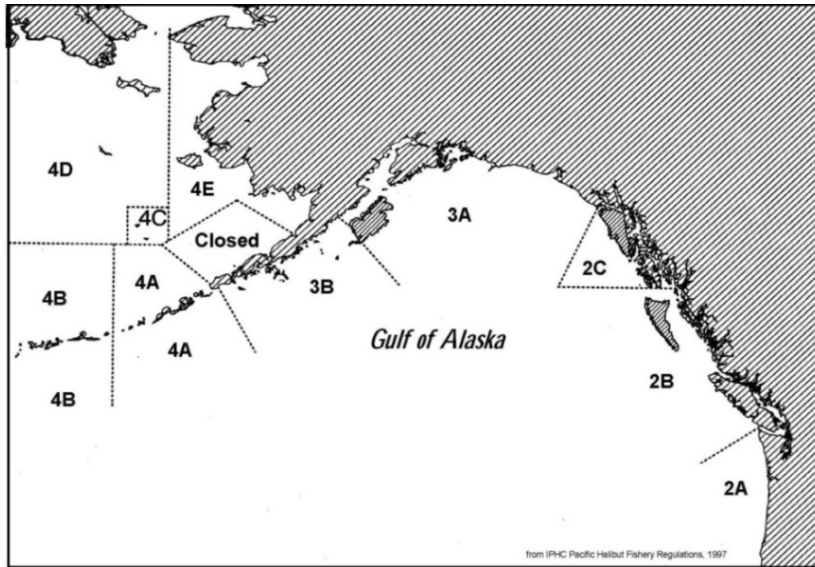 4D
4E
4C
3A
Closed
2C
4B
4A
3B
Gulf of Alaska
4A
2B
4B
2A
from IPHC Pacific Halibut Fishery Regulations, 1997